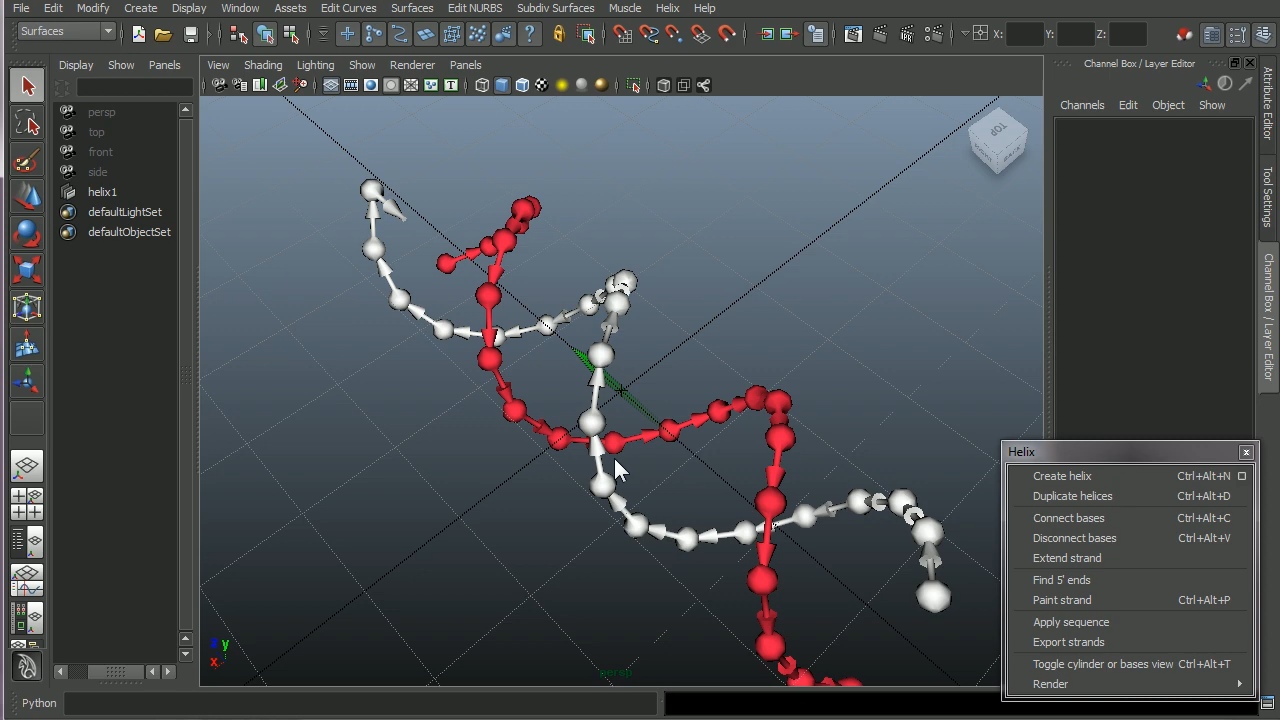 File Edit Modify Create Display Window Assets Edit Curves Surfaces Edit NURBS Subdiv Surfaces Muscle Helix Help
Surfaces
X: Y: Z:
Display Show Panels
View Shading Lighting Show Renderer Panels
Channel Box / Layer Editor
Channels Edit Object Show
persp
top
front
side
helix1
defaultLightSet
defaultObjectSet
TOP
BACK
Attribute Editor
Tool Settings
Channel Box / Layer Editor
Helix
Create helix Ctrl+Alt+N
Duplicate helices Ctrl+Alt+D
Connect bases Ctrl+Alt+C
Disconnect bases Ctrl+Alt+V
Extend strand
Find 5' ends
Paint strand Ctrl+Alt+P
Apply sequence
Export strands
Toggle cylinder or bases view Ctrl+Alt+T
Render
z y
x
persp
Python